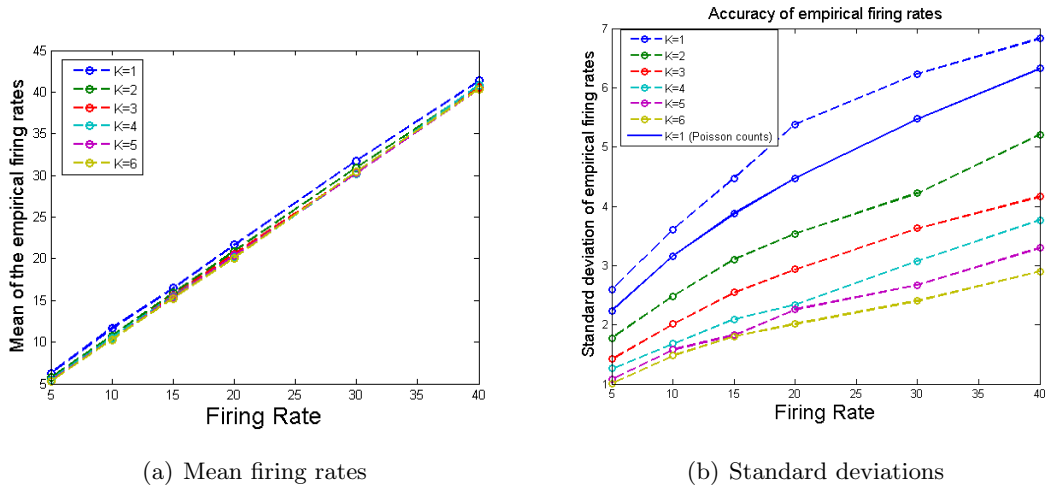 Mean of the empirical firing rates
45
40
35
30
25
20
15
10
5
K=1
K=2
K=3
K=4
K=5
K=6
5 10 15 20 25 30 35 40
Firing Rate
(a) Mean firing rates
Accuracy of empirical firing rates
Standard deviation of empirical firing rates
7
6
5
4
3
2
1
K=1
K=2
K=3
K=4
K=5
K=6
K=1 (Poisson counts)
5 10 15 20 25 30 35 40
Firing Rate
(b) Standard deviations